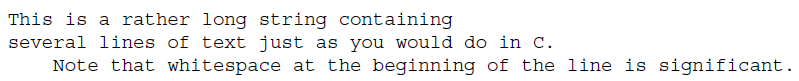 This is a rather long string containing
several lines of text just as you would do in C.
    Note that whitespace at the beginning of the line is significant.